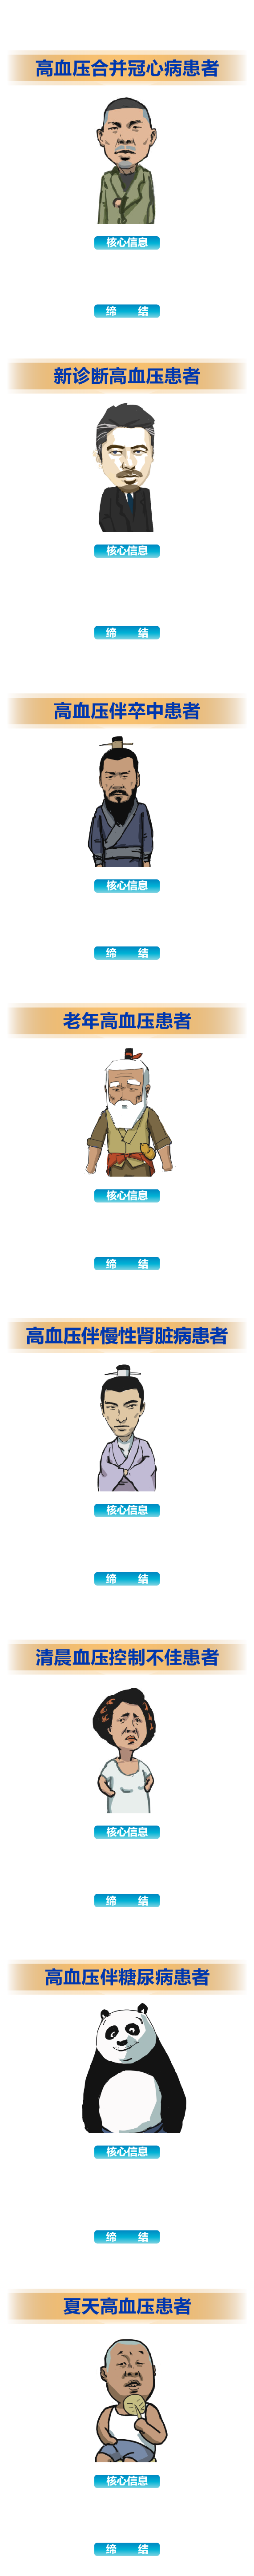 高血压合并冠心病患者
核心信息
缔 结
新诊断高血压患者
核心信息
缔 结
高血压伴卒中患者
核心信息
缔 结
老年高血压患者
核心信息
缔 结
高血压伴慢性肾脏病患者
核心信息
缔 结
清晨血压控制不佳患者
核心信息
缔 结
高血压伴糖尿病患者
核心信息
缔 结
夏天高血压患者
核心信息
缔 结